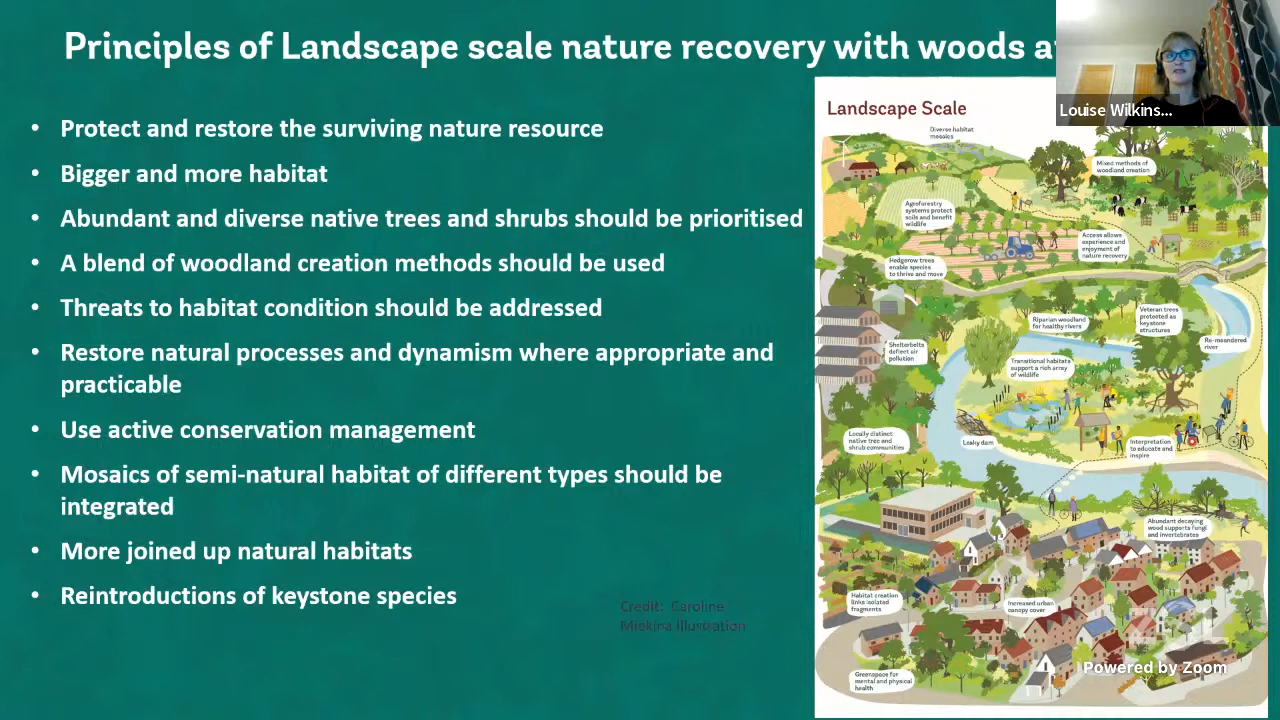 Principles of Landscape scale nature recovery with woods a
Louise Wilkins...
• Protect and restore the surviving nature resource
• Bigger and more habitat
• Abundant and diverse native trees and shrubs should be prioritised
• A blend of woodland creation methods should be used
• Threats to habitat condition should be addressed
• Restore natural processes and dynamism where appropriate and
practicable
• Use active conservation management
• Mosaics of semi-natural habitat of different types should be
integrated
• More joined up natural habitats
• Reintroductions of keystone species
Credit: Caroline
Miekina Illustration
Landscape Scale
Diverse habitat
mosaics
Mixed methods of
woodland creation
Agroforestry
systems protect
soils and benefit
wildlife
Access allows
experience and
enjoyment of
nature recovery
Hedgerow trees
enable species
to thrive and move
Riparian woodland
for healthy rivers
Veteran trees
protected as
keystone
structures
Re-meandered
river
Shelterbelts
deflect air
pollution
Transitional habitats
support a rich array
of wildlife
Locally distinct
native tree and
shrub communities
Leaky dam
Interpretation
to educate and
inspire
Abundant decaying
wood supports fungi
and invertebrates
Habitat creation
links isolated
fragments
Increased urban
canopy cover
Greenspace for
mental and physical
health
Powered by Zoom